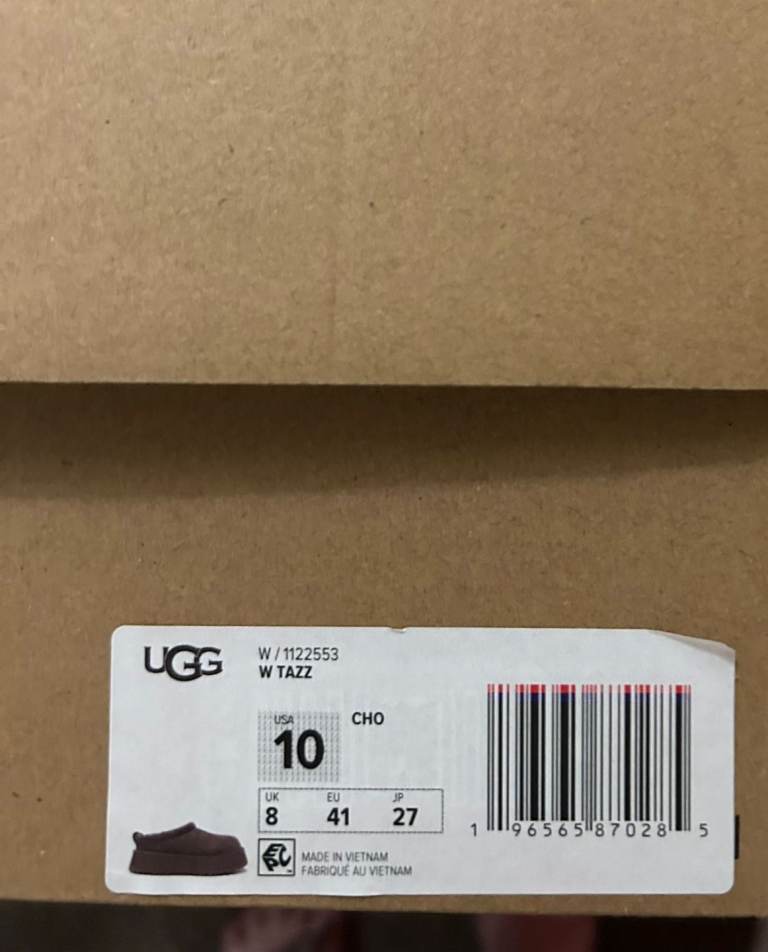 UGG
W / 1122553
W TAZZ
USA
10
CHO
UK EU JP
8 41 27
MADE IN VIETNAM
FABRIQUÉ AU VIETNAM
1 96565 87028 5